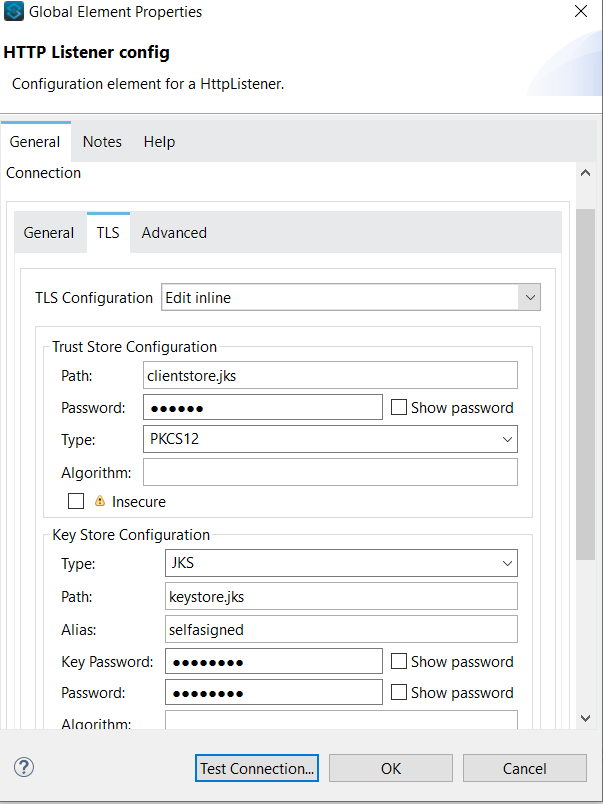 Global Element Properties
HTTP Listener config
Configuration element for a HttpListener.
General Notes Help
Connection
General TLS Advanced
TLS Configuration Edit inline
Trust Store Configuration
Path: clientstore.jks
Password: ●●●●●● Show password
Type: PKCS12
Algorithm:
Insecure
Key Store Configuration
Type: JKS
Path: keystore.jks
Alias: selfasigned
Key Password: ●●●●●●●● Show password
Password: ●●●●●●●● Show password
Algorithm:
? Test Connection... OK Cancel